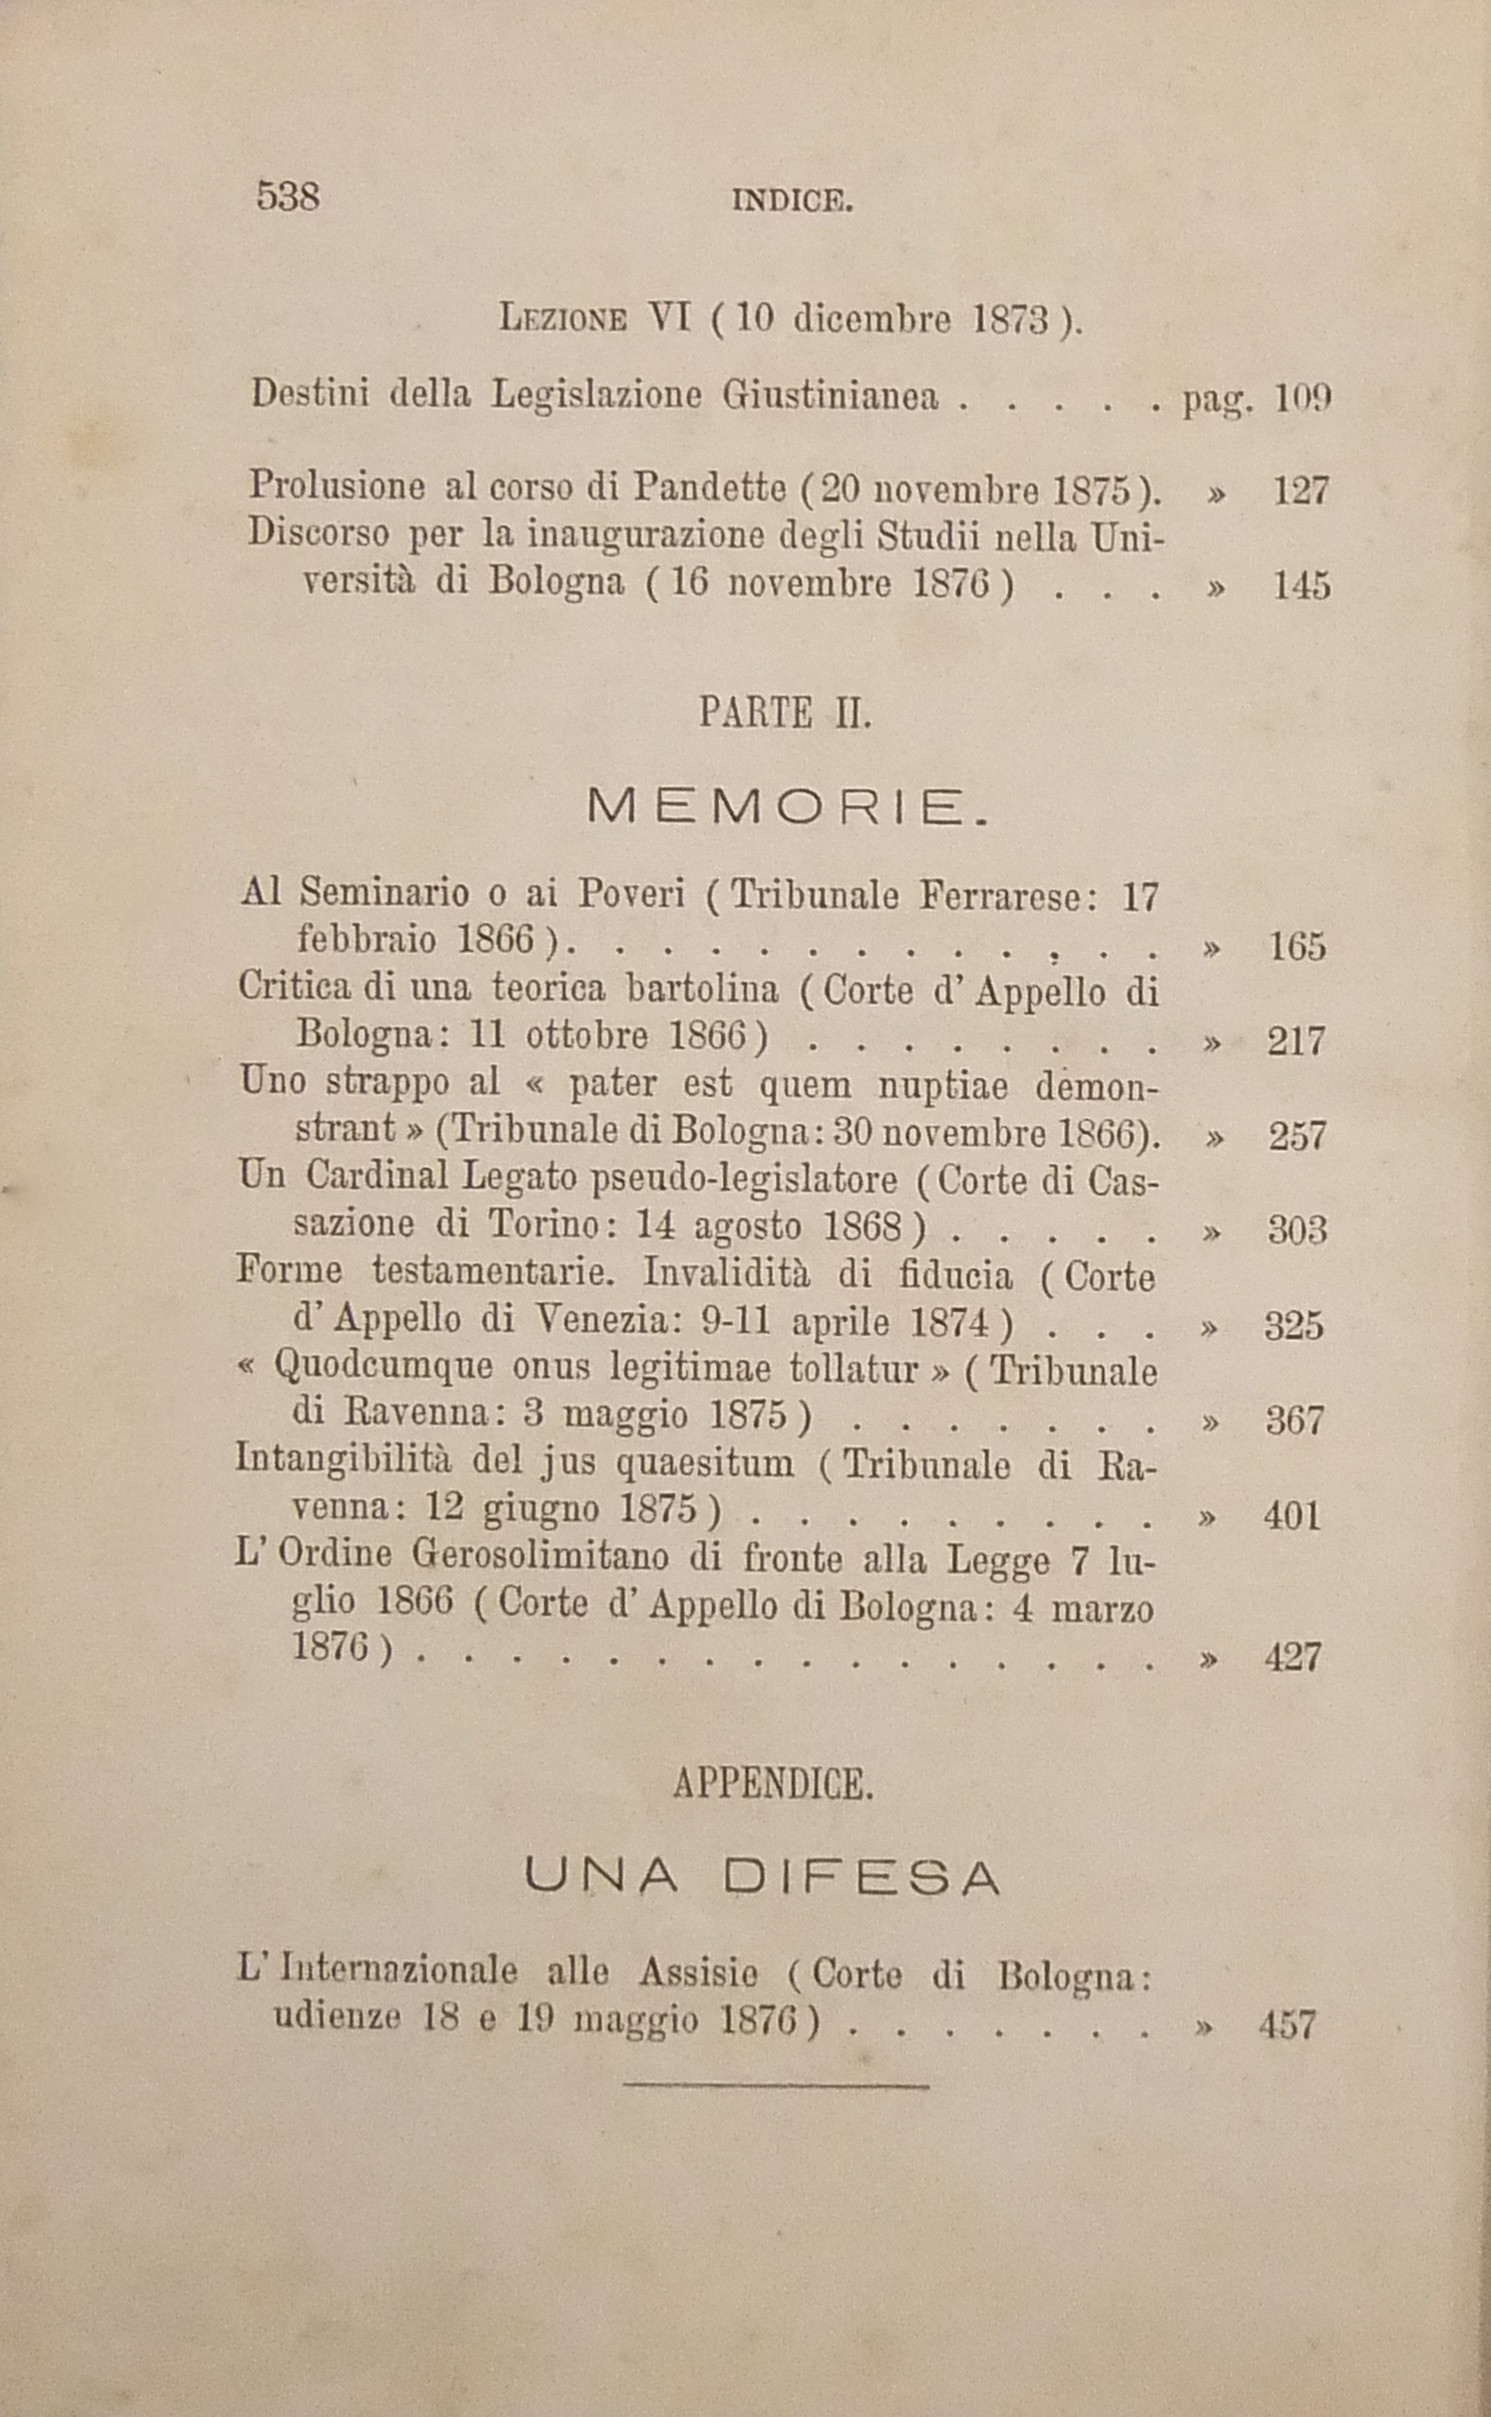 538 INDICE.
LEZIONE VI ( 10 dicembre 1873 ).
Destini della Legislazione Giustinianea . . . . . pag. 109
Prolusione al corso di Pandette ( 20 novembre 1875 ). » 127
Discorso per la inaugurazione degli Studii nella Uni-
versità di Bologna ( 16 novembre 1876 ) . . . » 145
PARTE II.
MEMORIE.
Al Seminario o ai Poveri ( Tribunale Ferrarese: 17
febbraio 1866 ). . . . . . . . . . . . . » 165
Critica di una teorica bartolina ( Corte d' Appello di
Bologna: 11 ottobre 1866 ) . . . . . . . . » 217
Uno strappo al « pater est quem nuptiae demon-
strant » (Tribunale di Bologna: 30 novembre 1866). » 257
Un Cardinal Legato pseudo-legislatore ( Corte di Cas-
sazione di Torino: 14 agosto 1868 ) . . . . . » 303
Forme testamentarie. Invalidità di fiducia ( Corte
d' Appello di Venezia: 9-11 aprile 1874 ) . . . » 325
« Quodcumque onus legitimae tollatur » ( Tribunale
di Ravenna: 3 maggio 1875 ) . . . . . . . » 367
Intangibilità del jus quaesitum ( Tribunale di Ra-
venna: 12 giugno 1875 ) . . . . . . . . . » 401
L' Ordine Gerosolimitano di fronte alla Legge 7 lu-
glio 1866 ( Corte d' Appello di Bologna: 4 marzo
1876 ) . . . . . . . . . . . . . . . . » 427
APPENDICE.
UNA DIFESA
L' Internazionale alle Assisie ( Corte di Bologna:
udienze 18 e 19 maggio 1876 ) . . . . . . . » 457